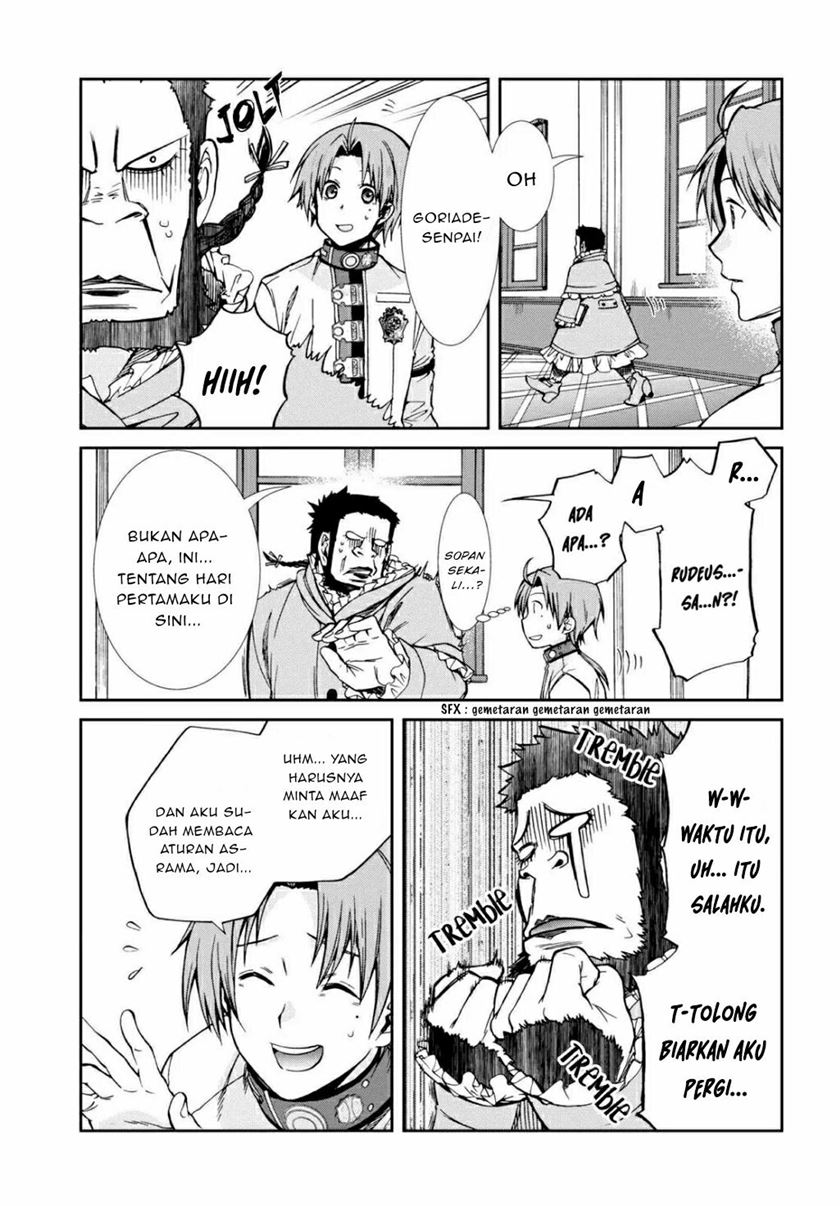 OH
GORIADE-
SENPAI!
JOLT
HIIH!
R...
A
RUDEUS...-
SA...N?!
ADA
APA...?
SOPAN
SEKA-
LI...?
BUKAN APA-
APA, INI...
TENTANG HARI
PERTAMAKU DI
SINI...
SFX : gemetaran gemetaran gemetaran
W-W-
WAKTU ITU,
UH... ITU
SALAHKU.
T-TOLONG
BIARKAN AKU
PERGI...
TREMBLE
TREMBLE
TREMBLE
UHM... YANG
HARUSNYA
MINTA MAAF
KAN AKU...
DAN AKU SU-
DAH MEMBACA
ATURAN AS-
RAMA, JADI...